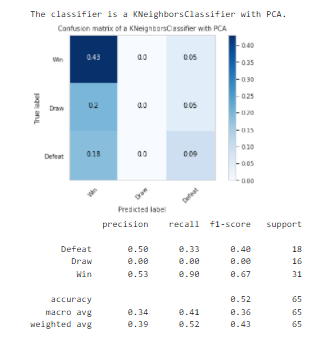 The classifier is a KNeighborsClassifier with PCA.
Confusion matrix of a KNeighborsClassifier with PCA
Win 0.43 0.0 0.05
Draw 0.2 0.0 0.05
Defeat 0.18 0.0 0.09
0.40
0.35
0.30
0.25
0.20
0.15
0.10
0.05
0.00
True label
Win Draw Defeat
Predicted label
precision recall f1-score support
Defeat 0.50 0.33 0.40 18
Draw 0.00 0.00 0.00 16
Win 0.53 0.90 0.67 31
accuracy 0.52 65
macro avg 0.34 0.41 0.36 65
weighted avg 0.39 0.52 0.43 65